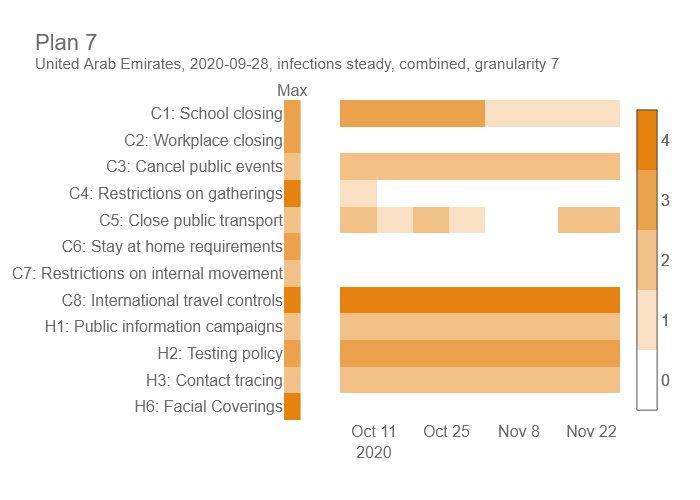 Plan 7
United Arab Emirates, 2020-09-28, infections steady, combined, granularity 7
Max
C1: School closing
C2: Workplace closing
C3: Cancel public events
C4: Restrictions on gatherings
C5: Close public transport
C6: Stay at home requirements
C7: Restrictions on internal movement
C8: International travel controls
H1: Public information campaigns
H2: Testing policy
H3: Contact tracing
H6: Facial Coverings
4
3
2
1
0
Oct 11 Oct 25 Nov 8 Nov 22
2020